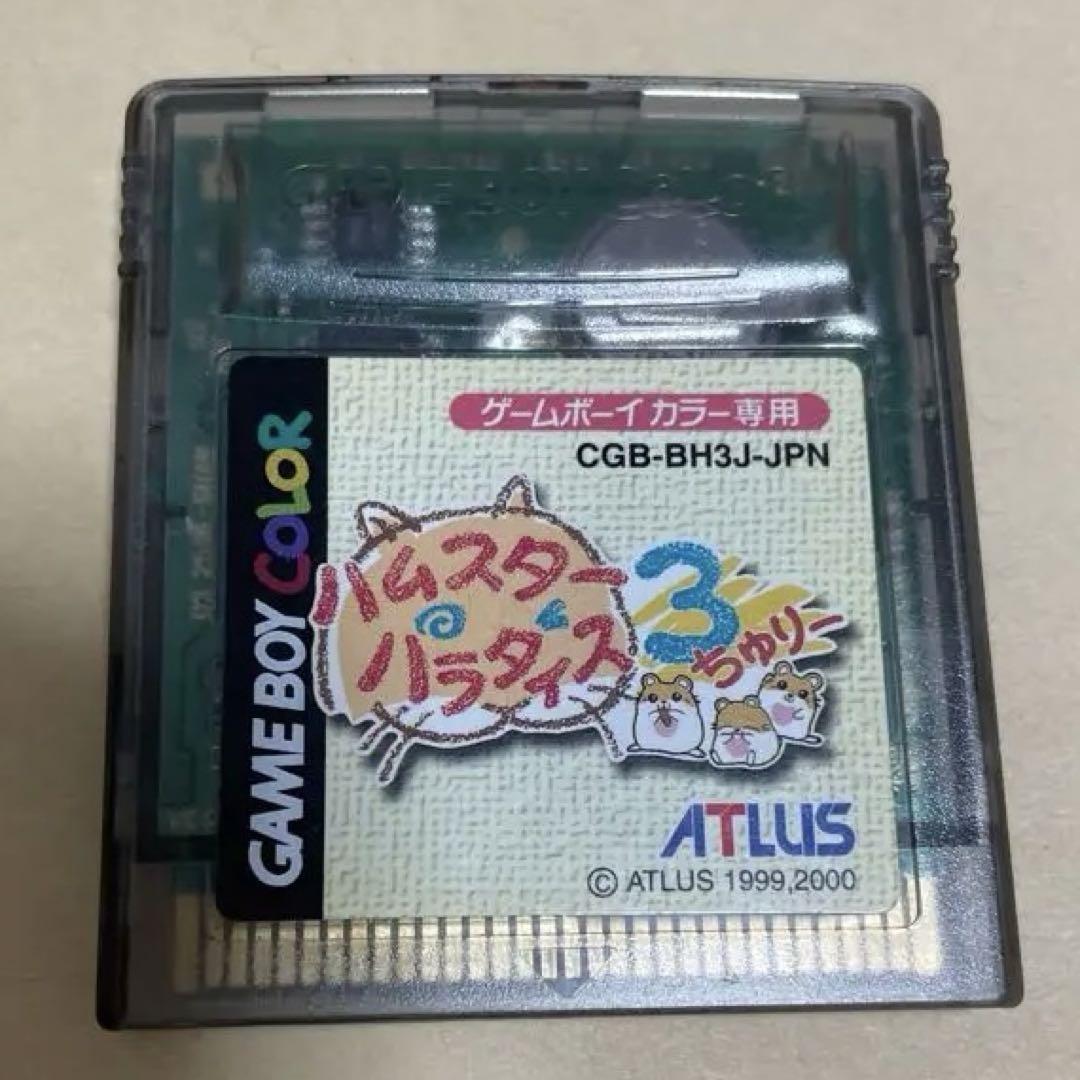 GAME BOY COLOR
ゲームボーイカラー専用
CGB-BH3J-JPN
ハムスター
パラダイス
3
ちゅりー
ATLUS
© ATLUS 1999,2000